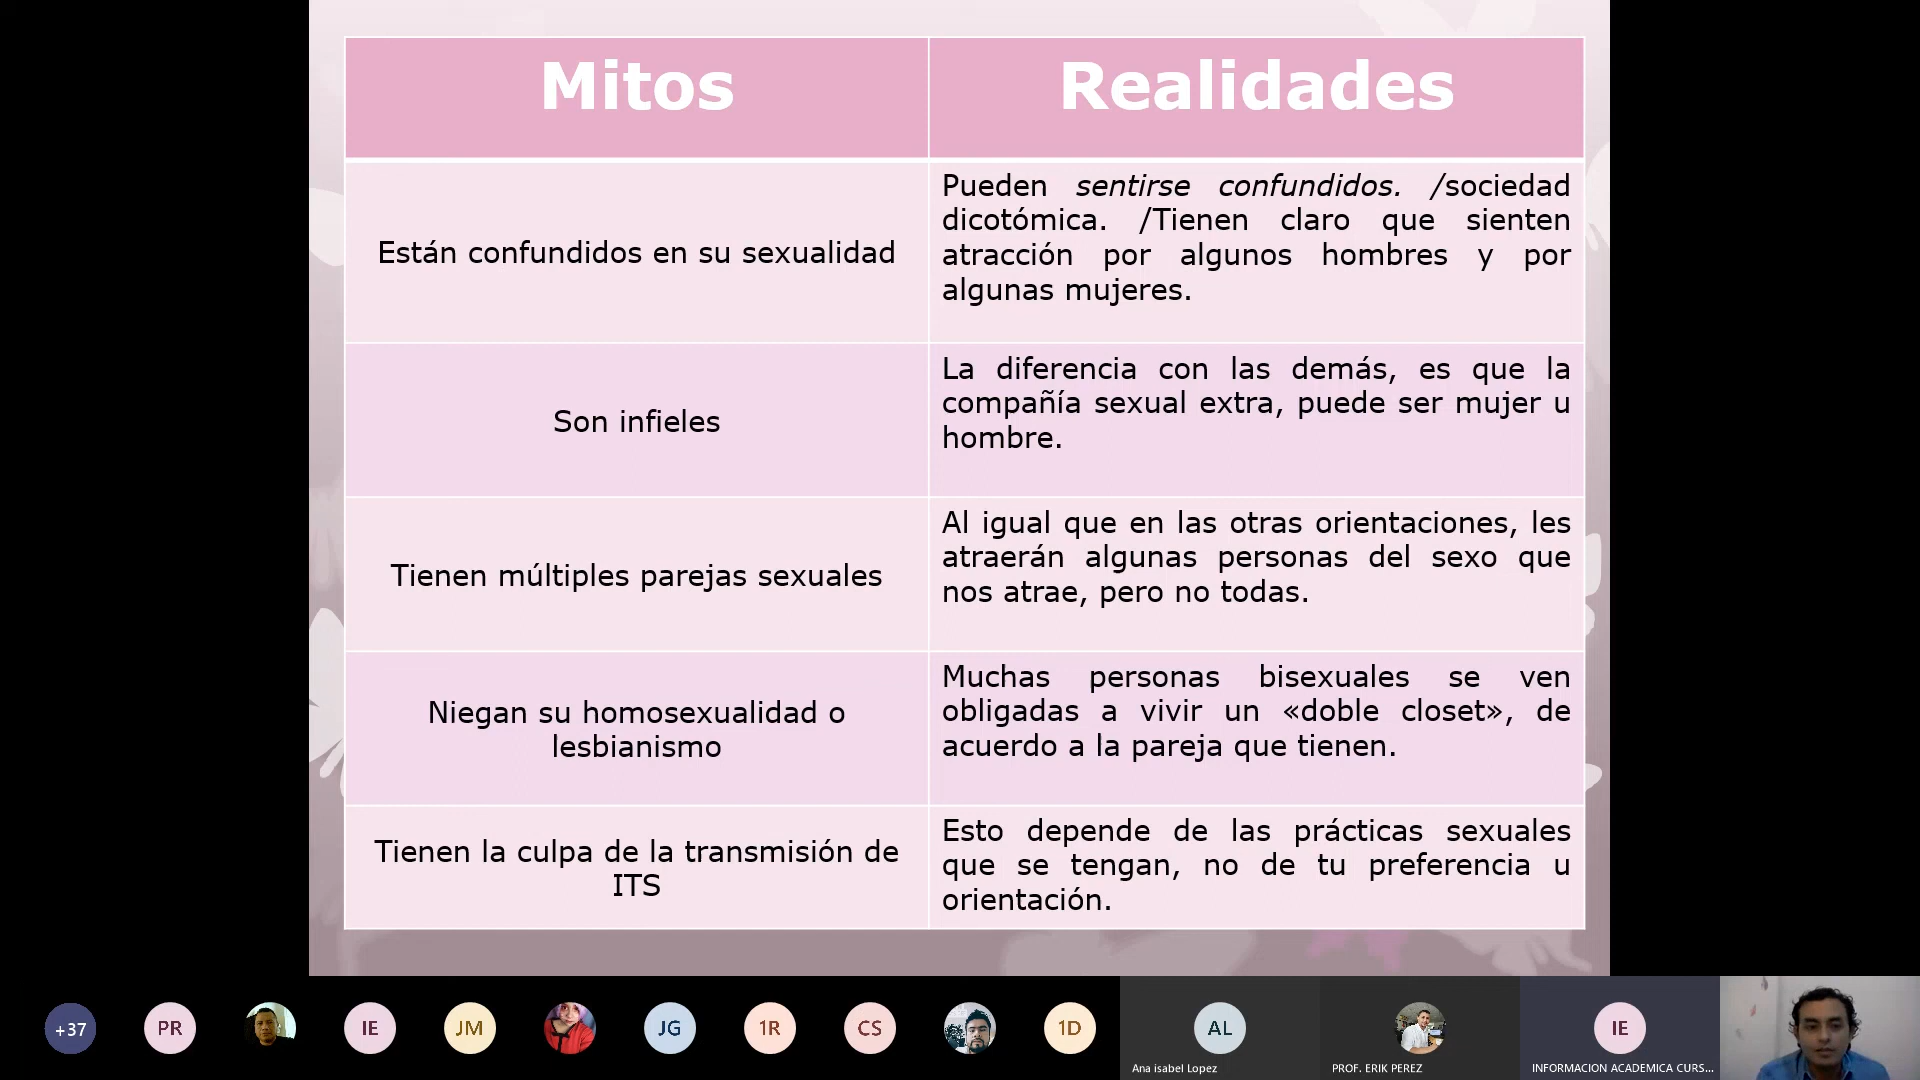 Mitos
Realidades
Están confundidos en su sexualidad
Pueden sentirse confundidos. /sociedad
dicotómica. /Tienen claro que sienten
atracción por algunos hombres y por
algunas mujeres.
Son infieles
La diferencia con las demás, es que la
compañía sexual extra, puede ser mujer u
hombre.
Tienen múltiples parejas sexuales
Al igual que en las otras orientaciones, les
atraerán algunas personas del sexo que
nos atrae, pero no todas.
Niegan su homosexualidad o
lesbianismo
Muchas personas bisexuales se ven
obligadas a vivir un «doble closet», de
acuerdo a la pareja que tienen.
Tienen la culpa de la transmisión de
ITS
Esto depende de las prácticas sexuales
que se tengan, no de tu preferencia u
orientación.
+37
PR
IE
JM
JG
1R
CS
1D
AL
Ana isabel Lopez
PROF. ERIK PEREZ
IE
INFORMACION ACADEMICA CURS...